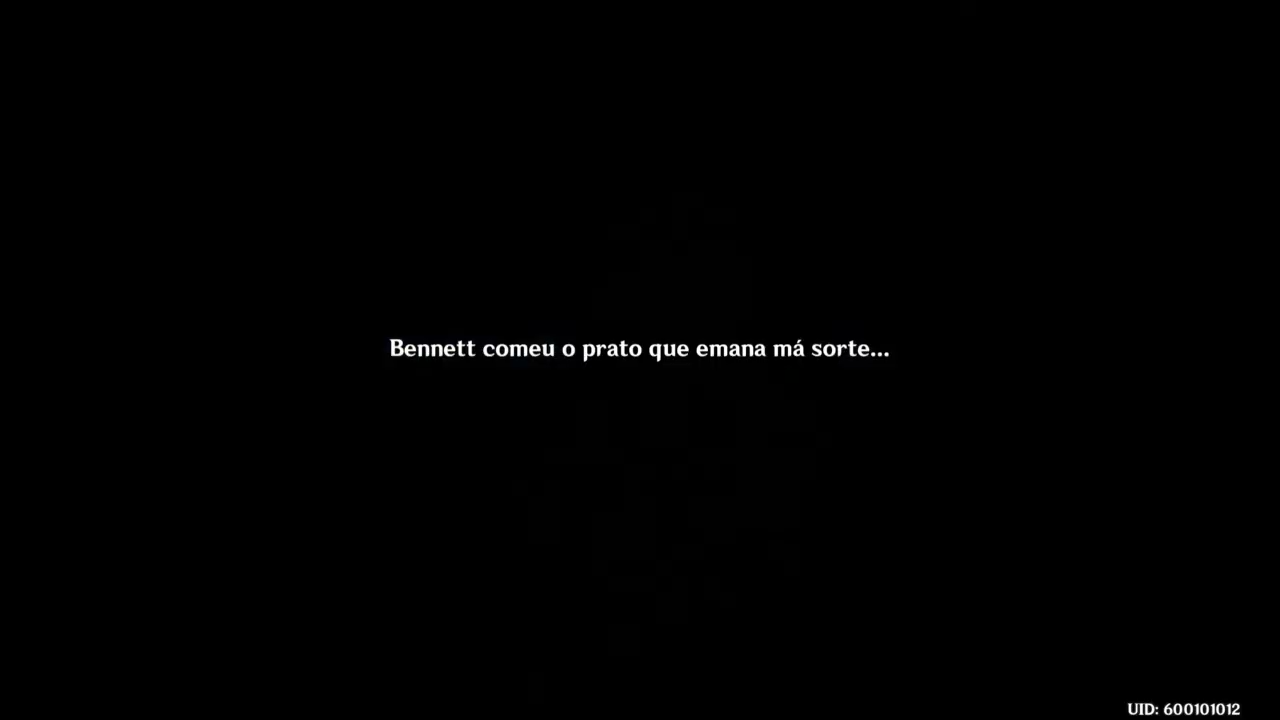 Bennett comeu o prato que emana má sorte...
UID: 600101012